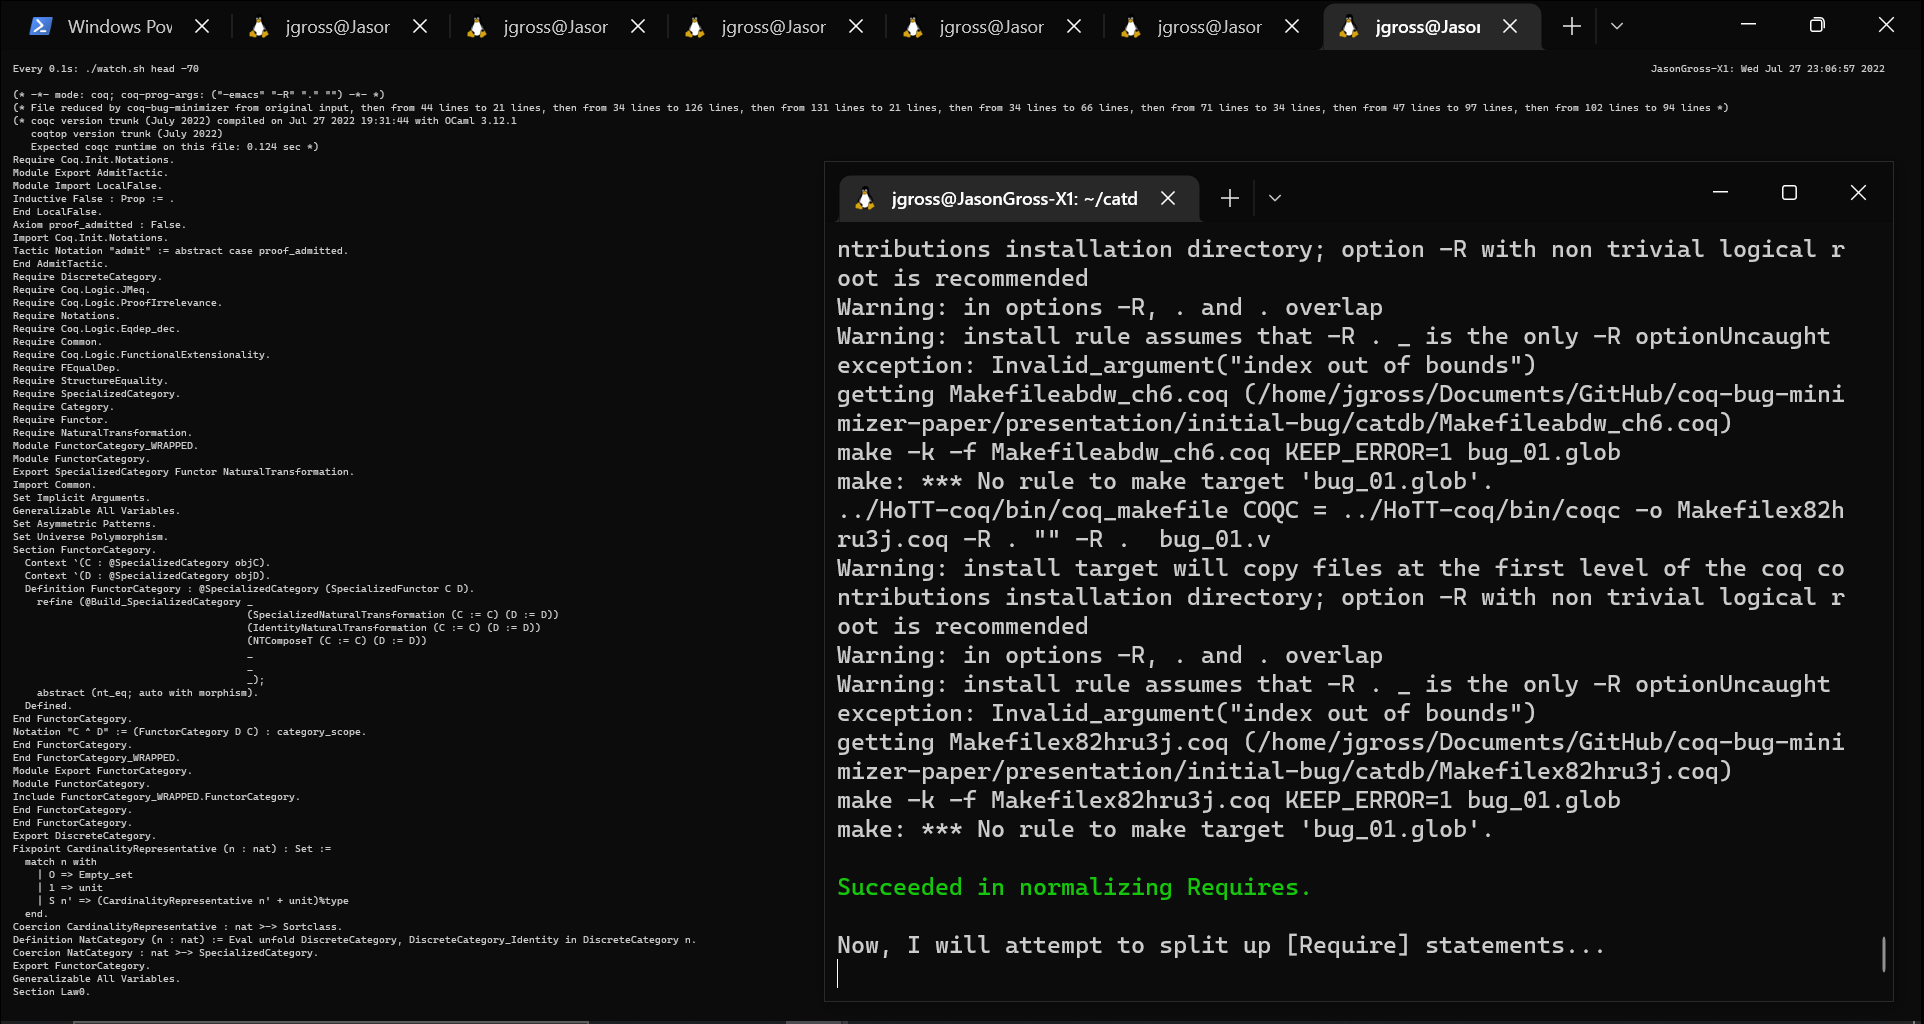 Windows Pov
jgross@Jasor
jgross@Jasor
jgross@Jasor
jgross@Jasor
jgross@Jasor
jgross@Jasor
Every 0.1s: ./watch.sh head -70
JasonGross-X1: Wed Jul 27 23:06:57 2022
(* -*- mode: coq; coq-prog-args: ("-emacs" "-R" "." "") -*- *)
(* File reduced by coq-bug-minimizer from original input, then from 44 lines to 21 lines, then from 34 lines to 126 lines, then from 131 lines to 21 lines, then from 34 lines to 66 lines, then from 71 lines to 34 lines, then from 47 lines to 97 lines, then from 102 lines to 94 lines *)
(* coqc version trunk (July 2022) compiled on Jul 27 2022 19:31:44 with OCaml 3.12.1
   coqtop version trunk (July 2022)
   Expected coqc runtime on this file: 0.124 sec *)
Require Coq.Init.Notations.
Module Export AdmitTactic.
Module Import LocalFalse.
Inductive False : Prop := .
End LocalFalse.
Axiom proof_admitted : False.
Import Coq.Init.Notations.
Tactic Notation "admit" := abstract case proof_admitted.
End AdmitTactic.
Require DiscreteCategory.
Require Coq.Logic.JMeq.
Require Coq.Logic.ProofIrrelevance.
Require Notations.
Require Coq.Logic.Eqdep_dec.
Require Common.
Require Coq.Logic.FunctionalExtensionality.
Require FEqualDep.
Require StructureEquality.
Require SpecializedCategory.
Require Category.
Require Functor.
Require NaturalTransformation.
Module FunctorCategory_WRAPPED.
Module FunctorCategory.
Export SpecializedCategory Functor NaturalTransformation.
Import Common.
Set Implicit Arguments.
Generalizable All Variables.
Set Asymmetric Patterns.
Set Universe Polymorphism.
Section FunctorCategory.
  Context `(C : @SpecializedCategory objC).
  Context `(D : @SpecializedCategory objD).
  Definition FunctorCategory : @SpecializedCategory (SpecializedFunctor C D).
    refine (@Build_SpecializedCategory _
                                       (SpecializedNaturalTransformation (C := C) (D := D))
                                       (IdentityNaturalTransformation (C := C) (D := D))
                                       (NTComposeT (C := C) (D := D))
                                       _
                                       _
                                       _);
    abstract (nt_eq; auto with morphism).
  Defined.
End FunctorCategory.
Notation "C ^ D" := (FunctorCategory D C) : category_scope.
End FunctorCategory.
End FunctorCategory_WRAPPED.
Module Export FunctorCategory.
Module FunctorCategory.
Include FunctorCategory_WRAPPED.FunctorCategory.
End FunctorCategory.
End FunctorCategory.
Export DiscreteCategory.
Fixpoint CardinalityRepresentative (n : nat) : Set :=
  match n with
    | O => Empty_set
    | 1 => unit
    | S n' => (CardinalityRepresentative n' + unit)%type
  end.
Coercion CardinalityRepresentative : nat >-> Sortclass.
Definition NatCategory (n : nat) := Eval unfold DiscreteCategory, DiscreteCategory_Identity in DiscreteCategory n.
Coercion NatCategory : nat >-> SpecializedCategory.
Export FunctorCategory.
Generalizable All Variables.
Section Law0.
jgross@JasonGross-X1: ~/catd
ntributions installation directory; option -R with non trivial logical r
oot is recommended
Warning: in options -R, . and . overlap
Warning: install rule assumes that -R . _ is the only -R optionUncaught
exception: Invalid_argument("index out of bounds")
getting Makefileabdw_ch6.coq (/home/jgross/Documents/GitHub/coq-bug-mini
mizer-paper/presentation/initial-bug/catdb/Makefileabdw_ch6.coq)
make -k -f Makefileabdw_ch6.coq KEEP_ERROR=1 bug_01.glob
make: *** No rule to make target 'bug_01.glob'.
../HoTT-coq/bin/coq_makefile COQC = ../HoTT-coq/bin/coqc -o Makefilex82h
ru3j.coq -R . "" -R .  bug_01.v
Warning: install target will copy files at the first level of the coq co
ntributions installation directory; option -R with non trivial logical r
oot is recommended
Warning: in options -R, . and . overlap
Warning: install rule assumes that -R . _ is the only -R optionUncaught
exception: Invalid_argument("index out of bounds")
getting Makefilex82hru3j.coq (/home/jgross/Documents/GitHub/coq-bug-mini
mizer-paper/presentation/initial-bug/catdb/Makefilex82hru3j.coq)
make -k -f Makefilex82hru3j.coq KEEP_ERROR=1 bug_01.glob
make: *** No rule to make target 'bug_01.glob'.
Succeeded in normalizing Requires.
Now, I will attempt to split up [Require] statements...